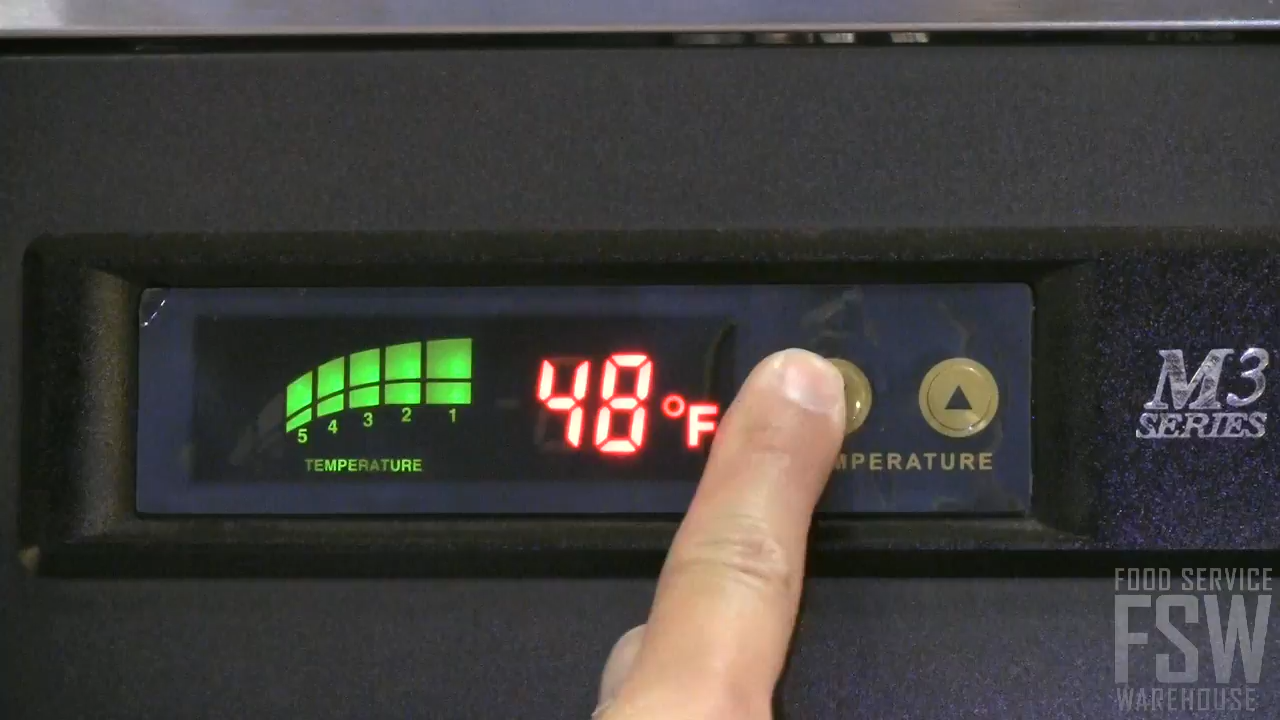 5 4 3 2 1
TEMPERATURE
48 °F
MPERATURE
M3
SERIES
FOOD SERVICE
FSW
WAREHOUSE